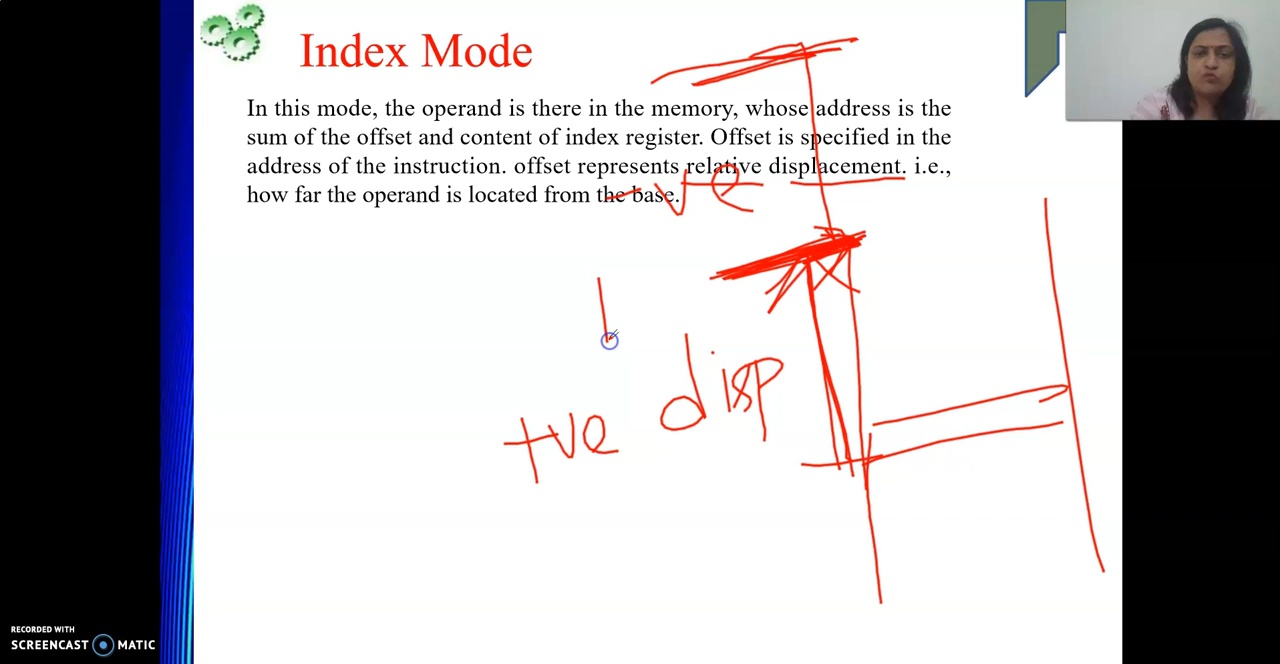 Index Mode
In this mode, the operand is there in the memory, whose address is the
sum of the offset and content of index register. Offset is specified in the
address of the instruction. offset represents relative displacement. i.e.,
how far the operand is located from the base.
-ve
+ve disp
RECORDED WITH
SCREENCAST MATIC